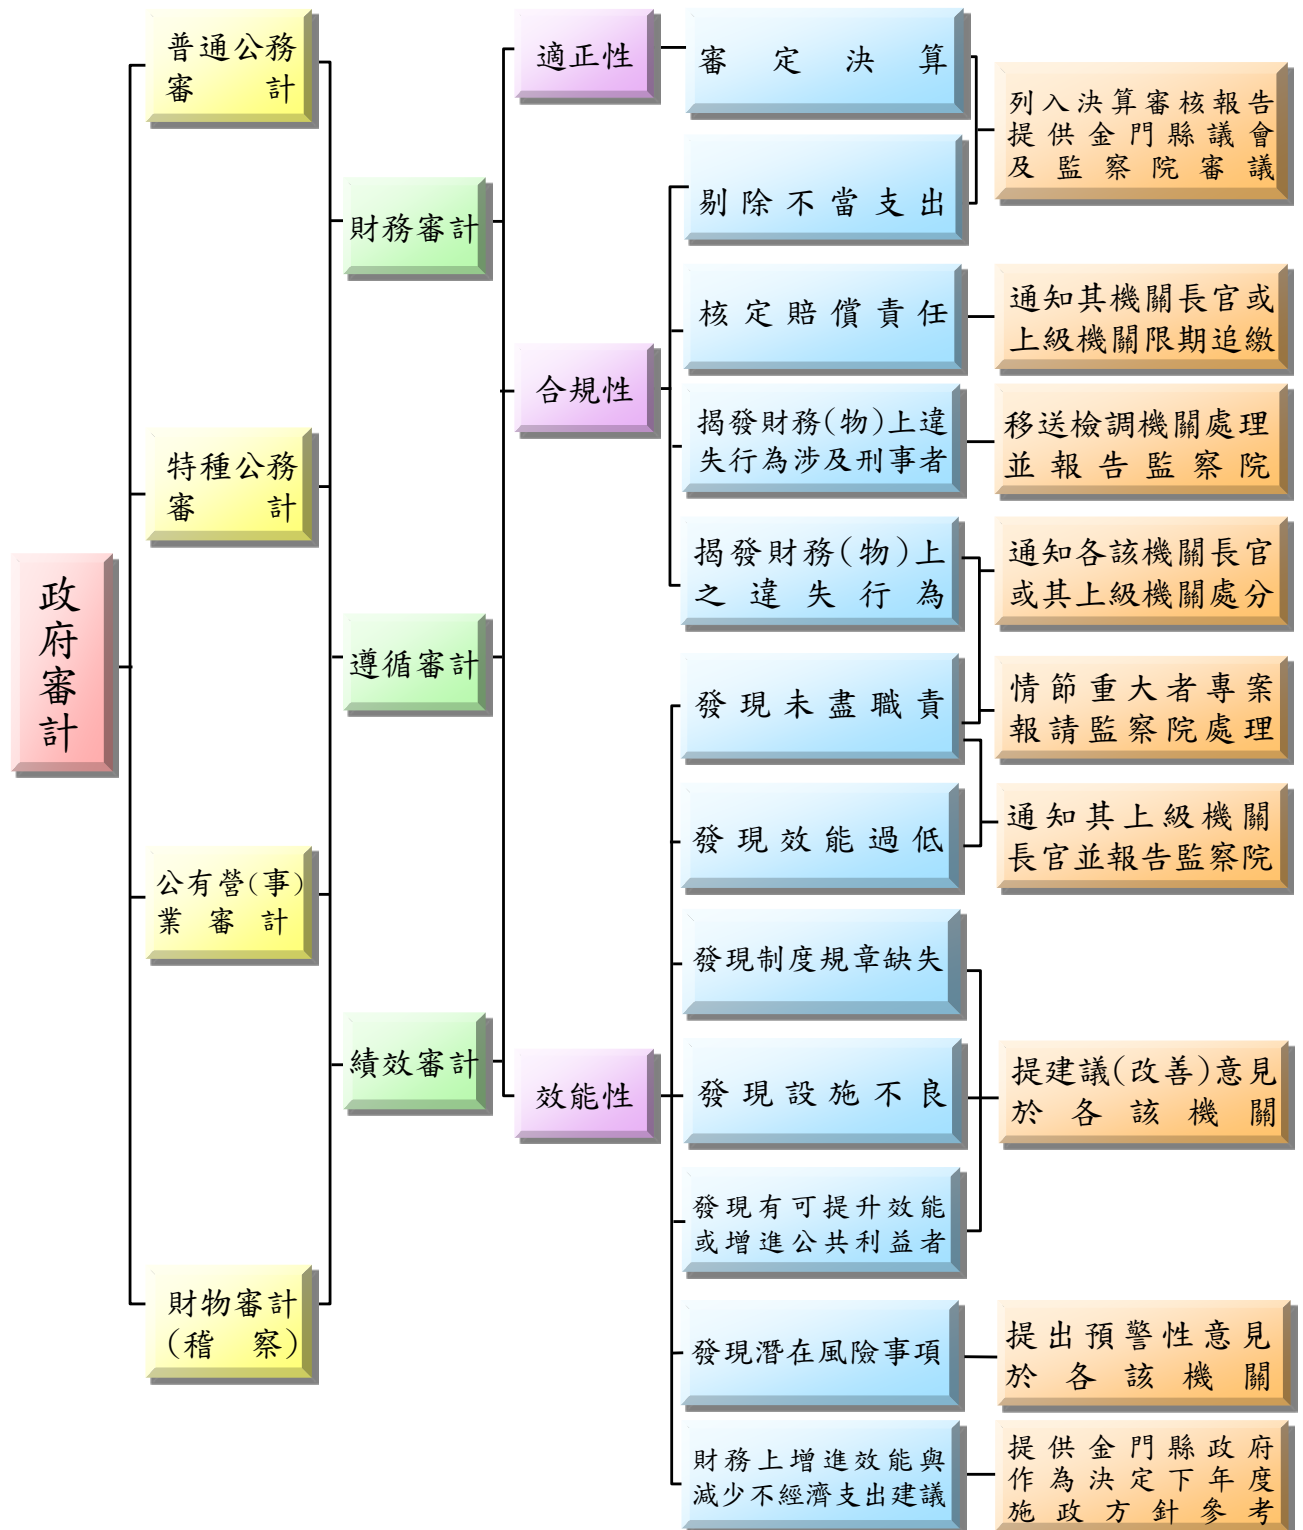 政府審計
普通公務
審計
特種公務
審計
公有營(事)
業審計
財物審計
(稽察)
財務審計
遵循審計
績效審計
適正性
合規性
效能性
審定決算
剔除不當支出
核定賠償責任
揭發財務(物)上違
失行為涉及刑事者
揭發財務(物)上
之違失行為
發現未盡職責
發現效能過低
發現制度規章缺失
發現設施不良
發現有可提升效能
或增進公共利益者
發現潛在風險事項
財務上增進效能與
減少不經濟支出建議
列入決算審核報告
提供金門縣議會
及監察院審議
通知其機關長官或
上級機關限期追繳
移送檢調機關處理
並報告監察院
通知各該機關長官
或其上級機關處分
情節重大者專案
報請監察院處理
通知其上級機關
長官並報告監察院
提建議(改善)意見
於各該機關
提出預警性意見
於各該機關
提供金門縣政府
作為決定下年度
施政方針參考